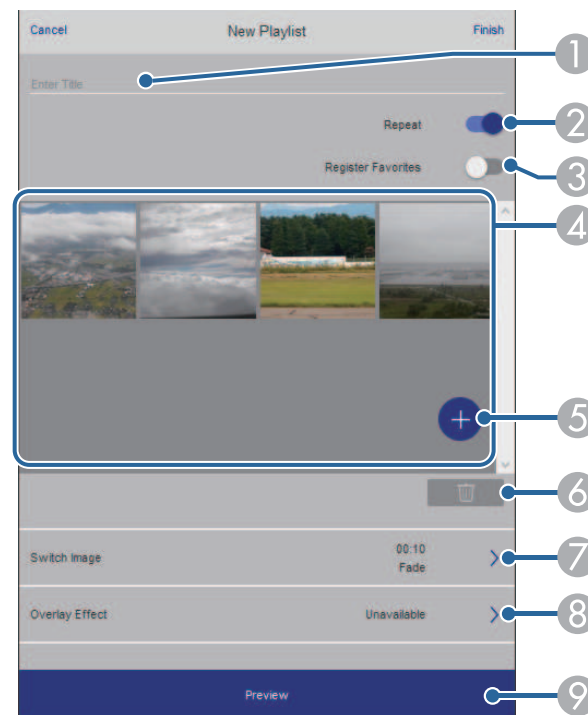 Cancel New Playlist Finish
Enter Title
1
Repeat
2
Register Favorites
3
4
5
6
Switch Image 00:10
Fade
7
Overlay Effect Unavailable
8
Preview
9